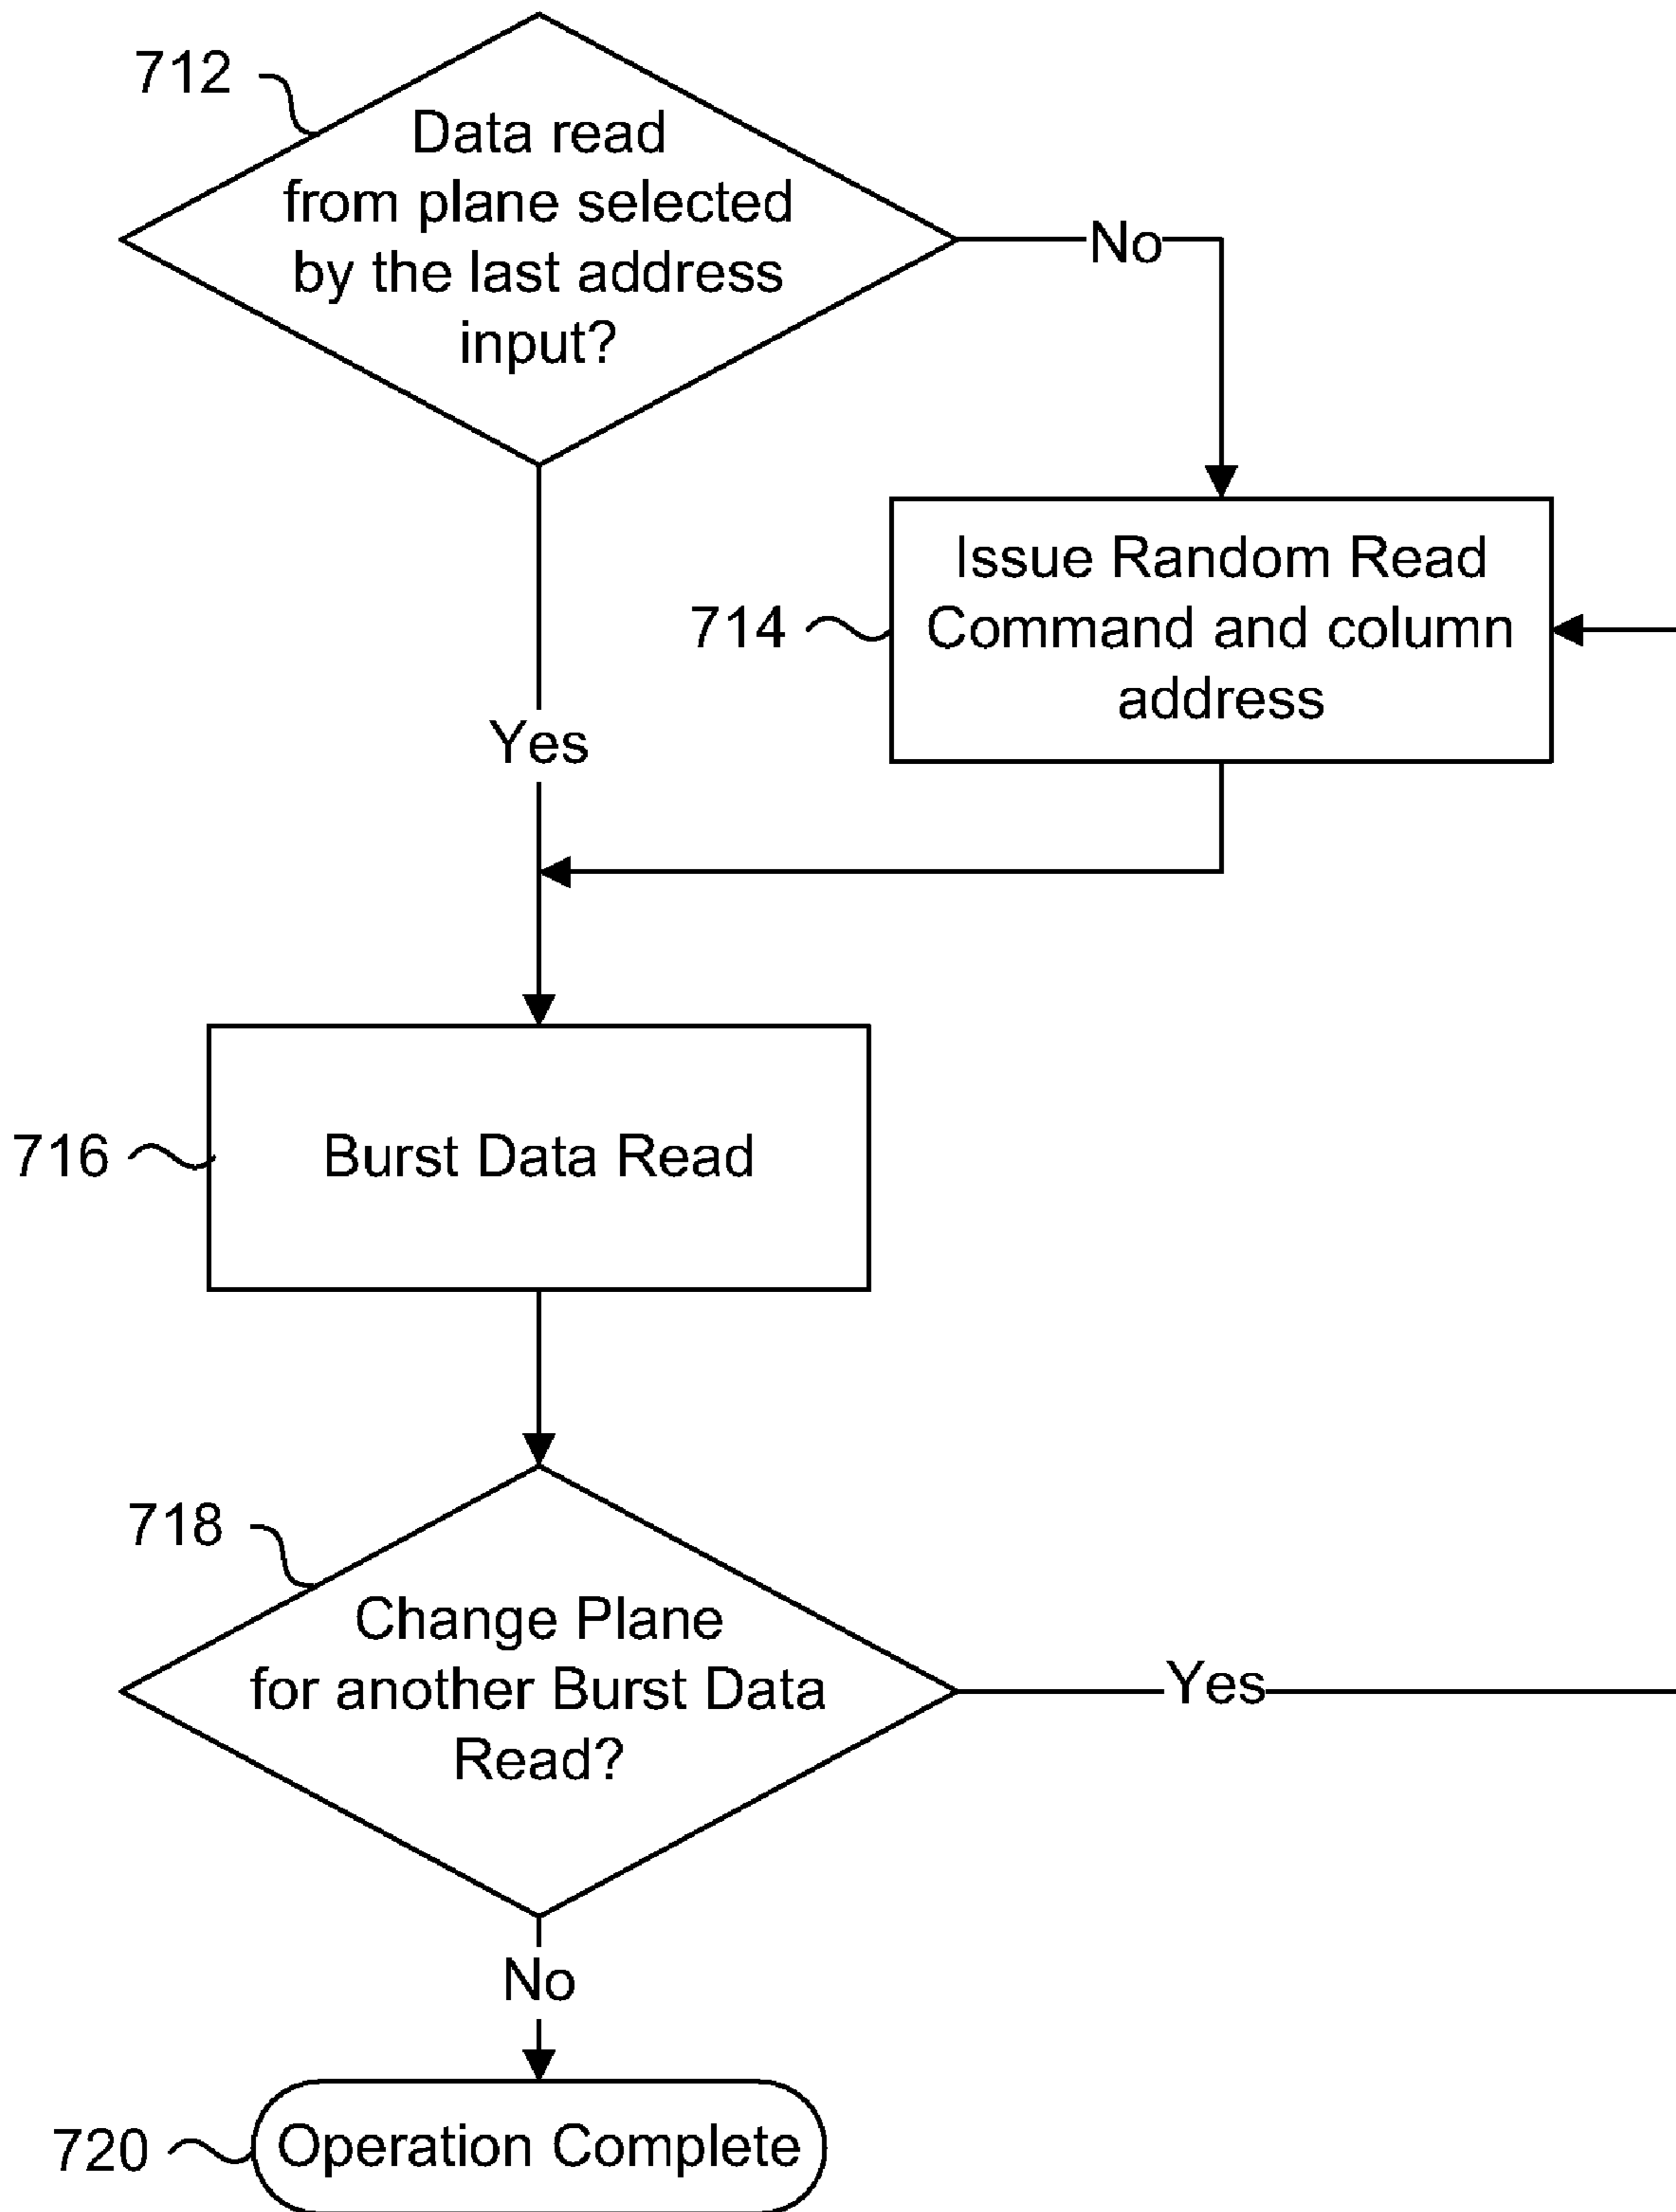 712
Data read
from plane selected
by the last address
input?
No
Issue Random Read
Command and column
address
714
Yes
716
Burst Data Read
718
Change Plane
for another Burst Data
Read?
Yes
No
720
Operation Complete